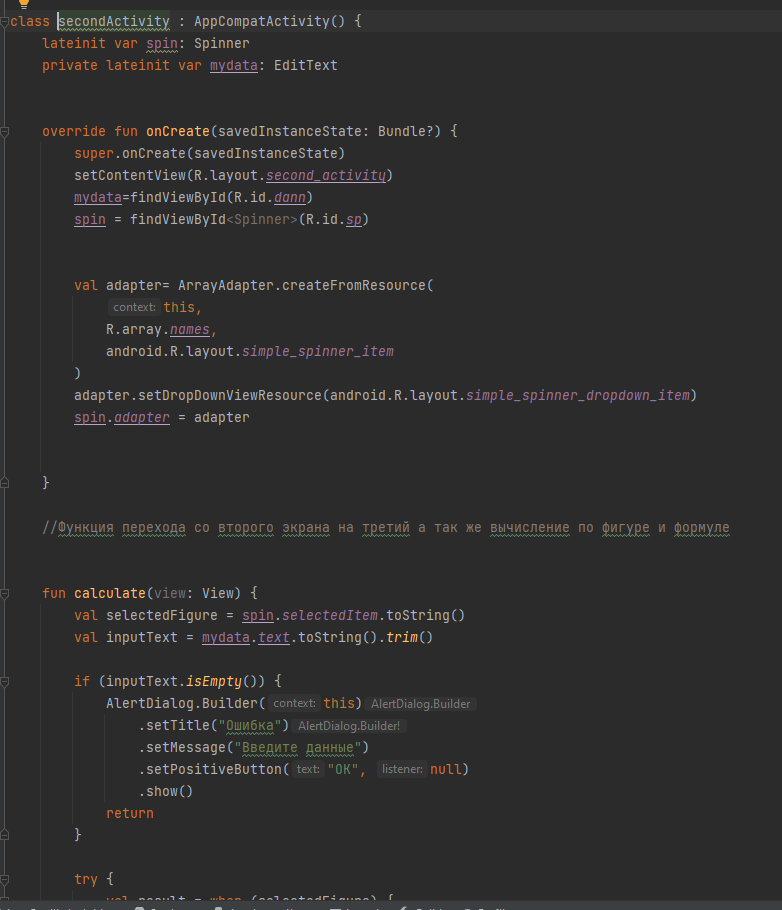 class secondActivity : AppCompatActivity() {
lateinit var spin: Spinner
private lateinit var mydata: EditText
override fun onCreate(savedInstanceState: Bundle?) {
super.onCreate(savedInstanceState)
setContentView(R.layout.second_activity)
mydata=findViewById(R.id.dann)
spin = findViewById<Spinner>(R.id.sp)
val adapter= ArrayAdapter.createFromResource(
context: this,
R.array.names,
android.R.layout.simple_spinner_item
)
adapter.setDropDownViewResource(android.R.layout.simple_spinner_dropdown_item)
spin.adapter = adapter
}
//Функция перехода со второго экрана на третий а так же вычисление по фигуре и формуле
fun calculate(view: View) {
val selectedFigure = spin.selectedItem.toString()
val inputText = mydata.text.toString().trim()
if (inputText.isEmpty()) {
AlertDialog.Builder( context: this) AlertDialog.Builder
.setTitle("Ошибка") AlertDialog.Builder!
.setMessage("Введите данные")
.setPositiveButton( text: "OK", listener: null)
.show()
return
}
try {
val result = when (selectedFigure) {